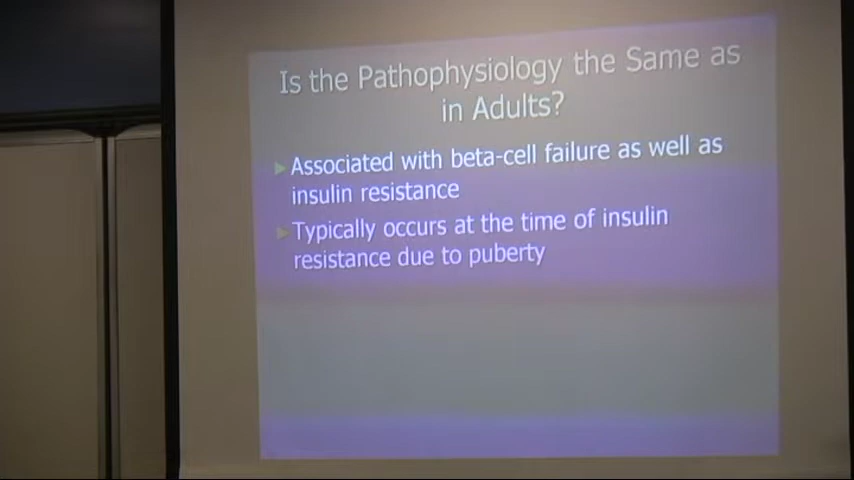 Is the Pathophysiology the Same as
in Adults?
Associated with beta-cell failure as well as
insulin resistance
Typically occurs at the time of insulin
resistance due to puberty